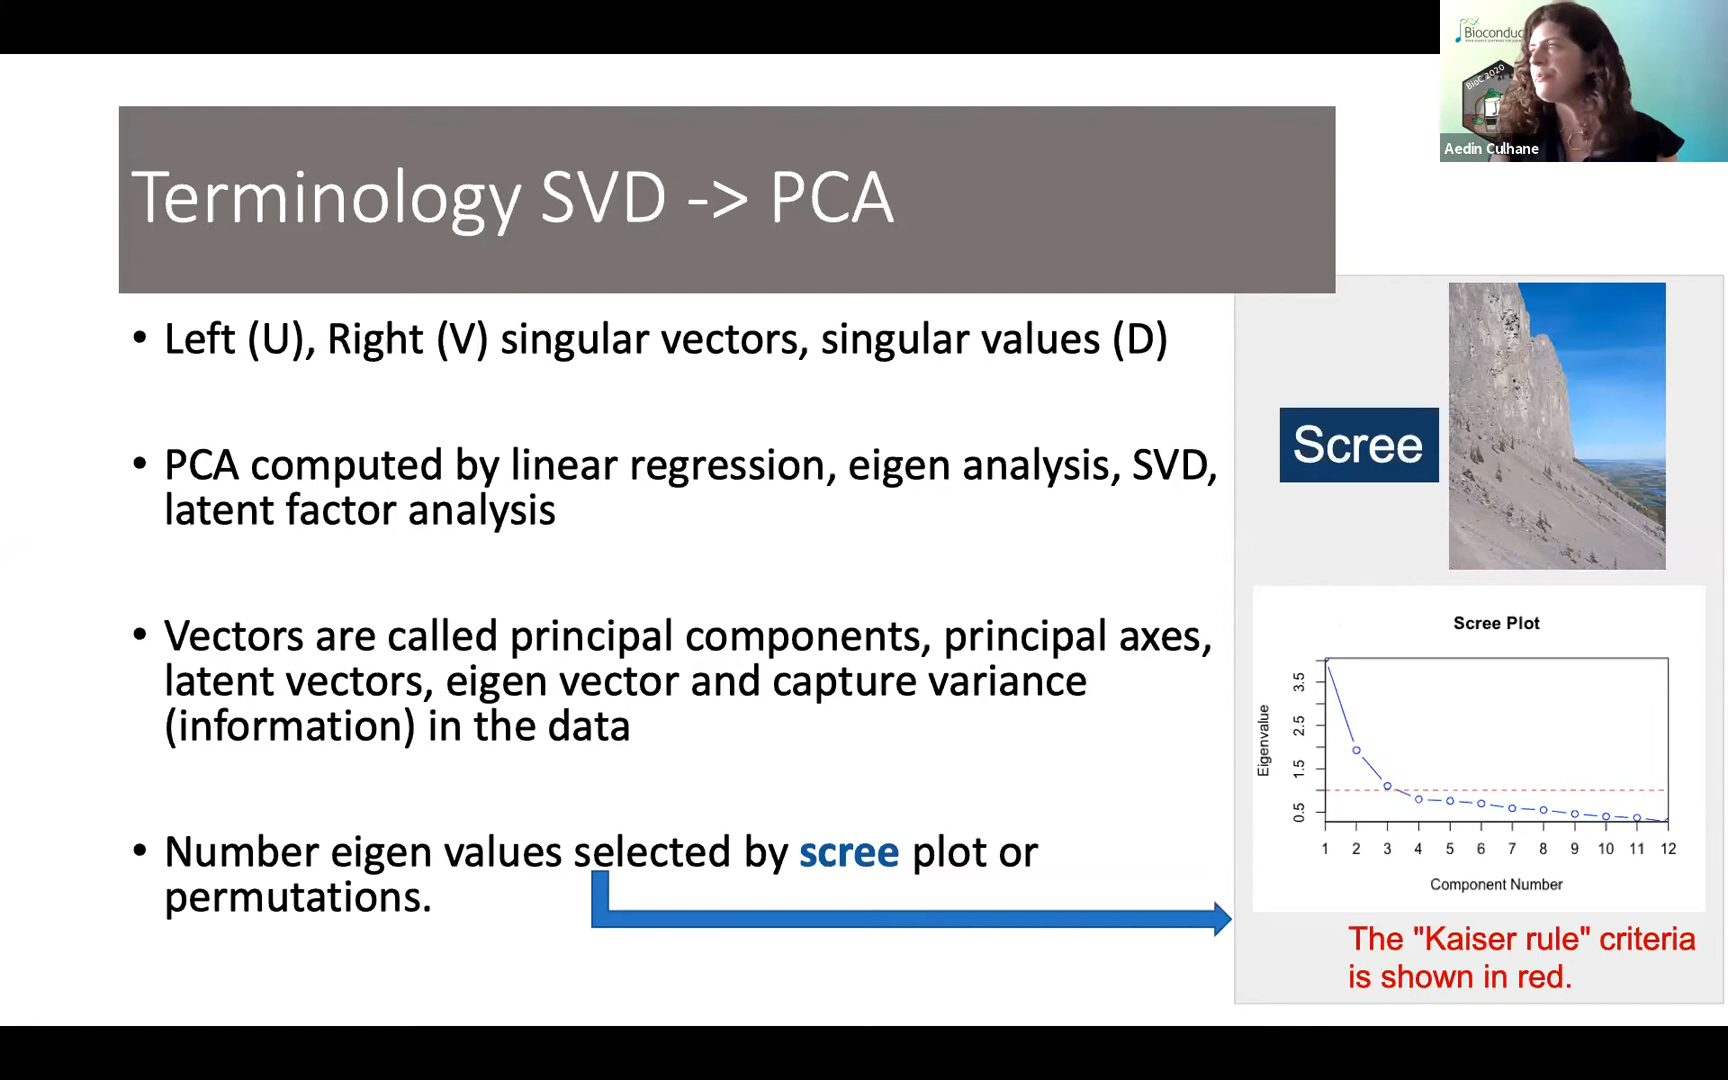 Bioconduc
BioC 2020
Aedin Culhane
Terminology SVD -> PCA
• Left (U), Right (V) singular vectors, singular values (D)
• PCA computed by linear regression, eigen analysis, SVD,
latent factor analysis
• Vectors are called principal components, principal axes,
latent vectors, eigen vector and capture variance
(information) in the data
• Number eigen values selected by scree plot or
permutations.
Scree
Scree Plot
Eigenvalue
3.5
2.5
1.5
0.5
1 2 3 4 5 6 7 8 9 10 11 12
Component Number
The "Kaiser rule" criteria
is shown in red.